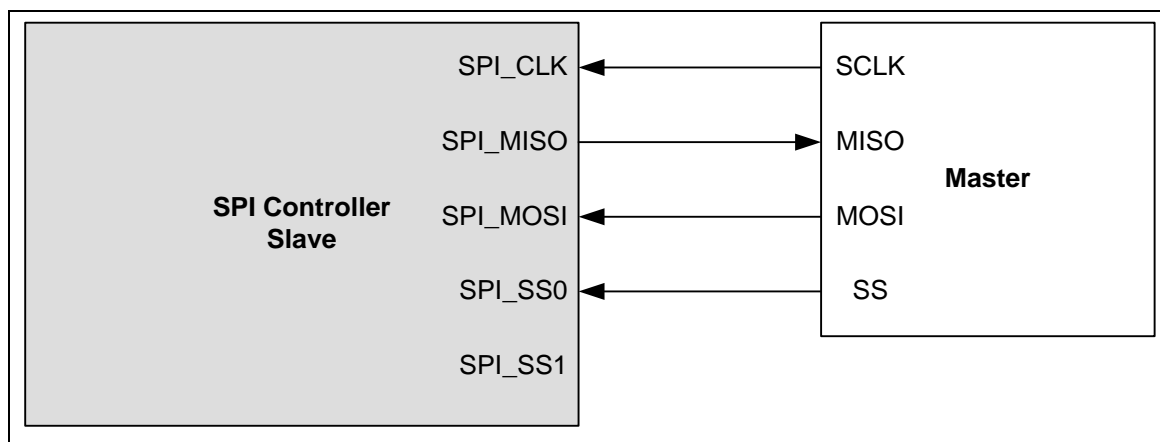 SPI_CLK
SCLK
SPI_MISO
MISO
SPI Controller
Slave
Master
SPI_MOSI
MOSI
SPI_SS0
SS
SPI_SS1